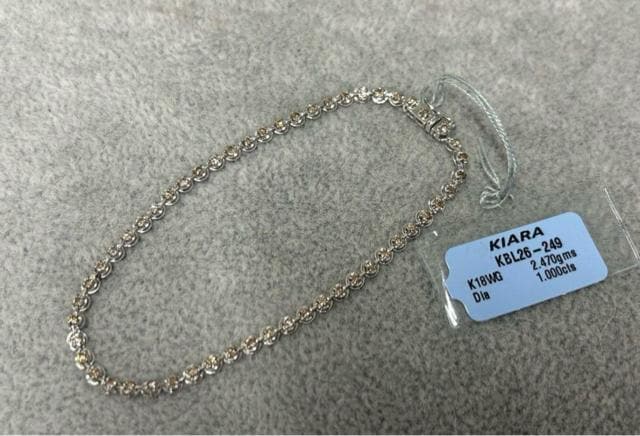 KIARA
KBL26-249
K18WG 2.470gms
Dia 1.000cts